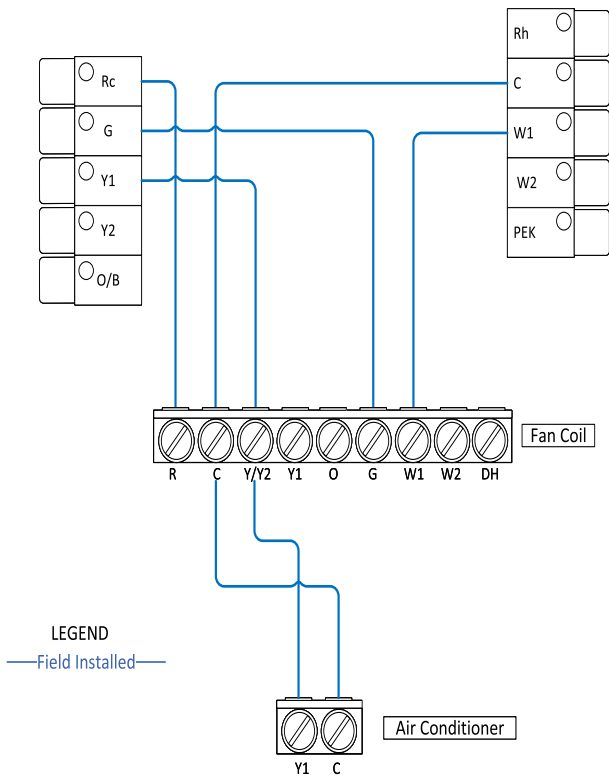 Rc
G
Y1
Y2
O/B
Rh
C
W1
W2
PEK
R C Y/Y2 Y1 O G W1 W2 DH
Fan Coil
LEGEND
Field Installed
Air Conditioner
Y1 C